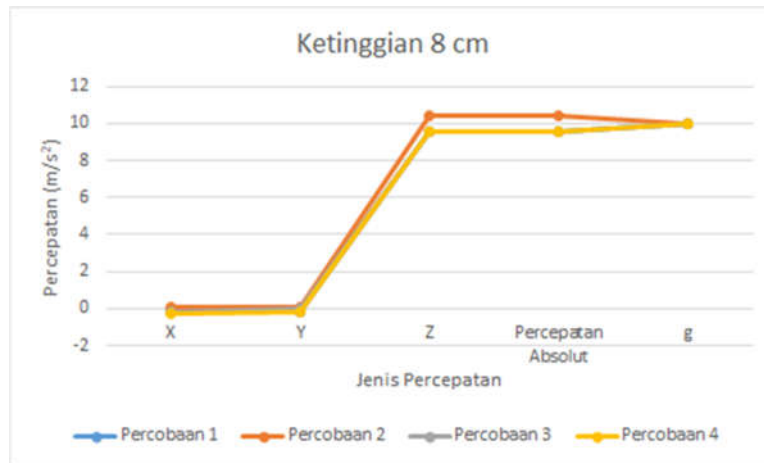 Ketinggian 8 cm
Percepatan (m/s²)
12
10
8
6
4
2
0
-2
X
Y
Z
Percepatan
Absolut
g
Jenis Percepatan
Percobaan 1
Percobaan 2
Percobaan 3
Percobaan 4